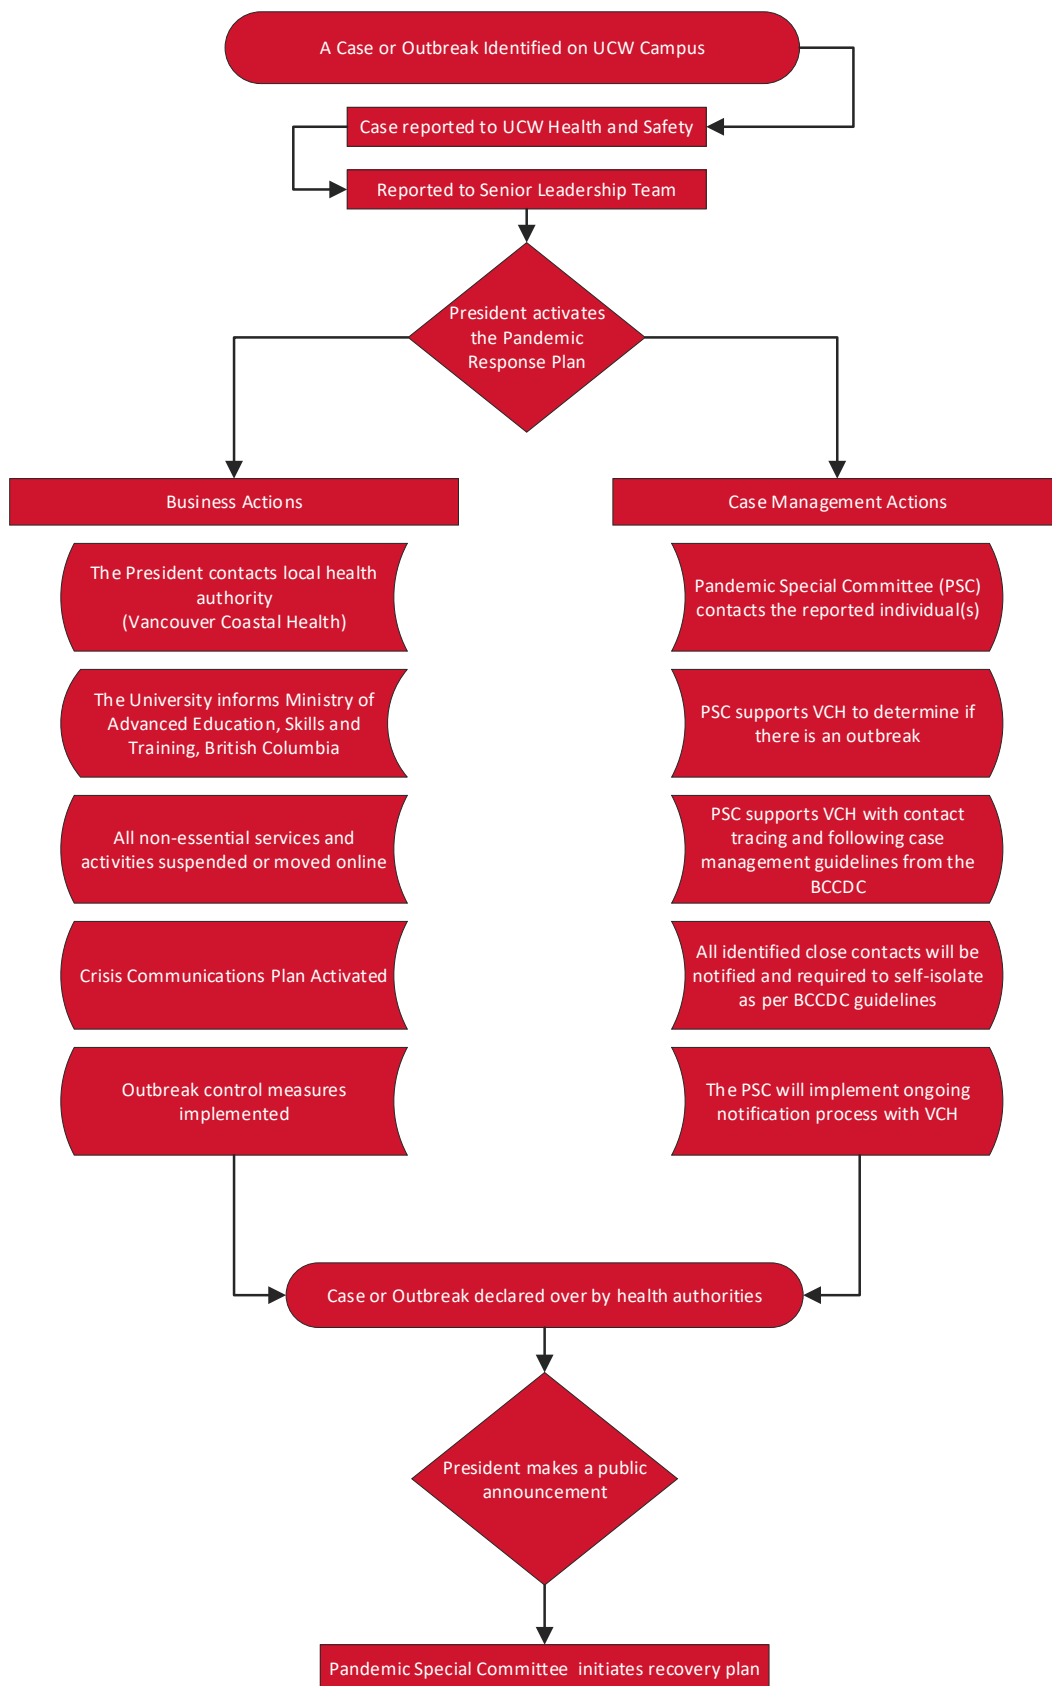 A Case or Outbreak Identified on UCW Campus
Case reported to UCW Health and Safety
Reported to Senior Leadership Team
President activates
the Pandemic
Response Plan
Business Actions
The President contacts local health
authority
(Vancouver Coastal Health)
The University informs Ministry of
Advanced Education, Skills and
Training, British Columbia
All non-essential services and
activities suspended or moved online
Crisis Communications Plan Activated
Outbreak control measures
implemented
Case Management Actions
Pandemic Special Committee (PSC)
contacts the reported individual(s)
PSC supports VCH to determine if
there is an outbreak
PSC supports VCH with contact
tracing and following case
management guidelines from the
BCCDC
All identified close contacts will be
notified and required to self-isolate
as per BCCDC guidelines
The PSC will implement ongoing
notification process with VCH
Case or Outbreak declared over by health authorities
President makes a public
announcement
Pandemic Special Committee initiates recovery plan